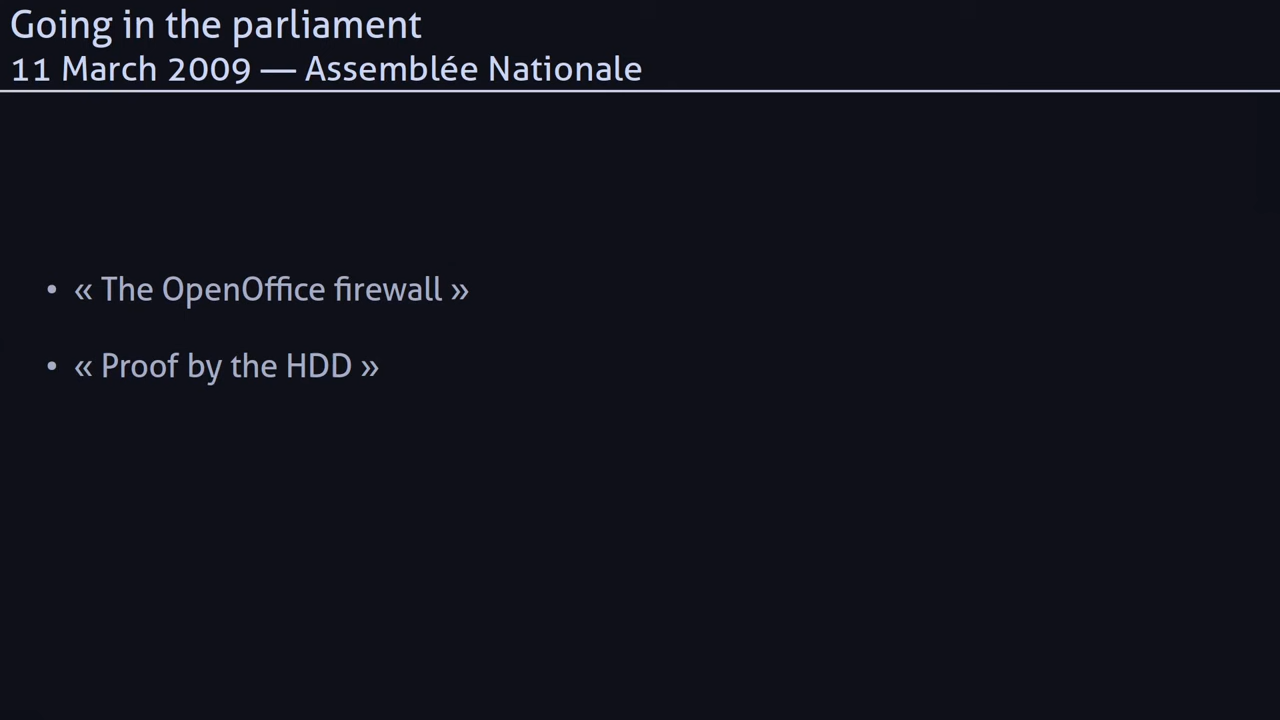 Going in the parliament
11 March 2009 — Assemblée Nationale
• « The OpenOffice firewall »
• « Proof by the HDD »